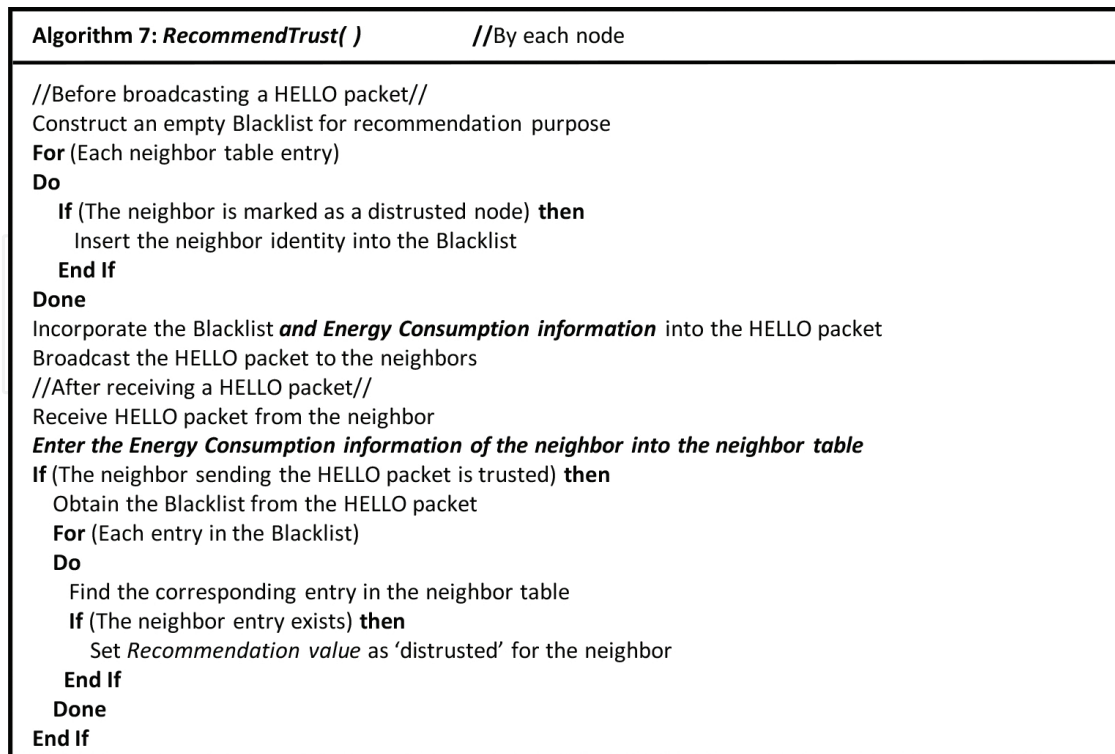 Algorithm 7: RecommendTrust( ) //By each node
//Before broadcasting a HELLO packet//
Construct an empty Blacklist for recommendation purpose
For (Each neighbor table entry)
Do
If (The neighbor is marked as a distrusted node) then
Insert the neighbor identity into the Blacklist
End If
Done
Incorporate the Blacklist and Energy Consumption information into the HELLO packet
Broadcast the HELLO packet to the neighbors
//After receiving a HELLO packet//
Receive HELLO packet from the neighbor
Enter the Energy Consumption information of the neighbor into the neighbor table
If (The neighbor sending the HELLO packet is trusted) then
Obtain the Blacklist from the HELLO packet
For (Each entry in the Blacklist)
Do
Find the corresponding entry in the neighbor table
If (The neighbor entry exists) then
Set Recommendation value as ‘distrusted’ for the neighbor
End If
Done
End If